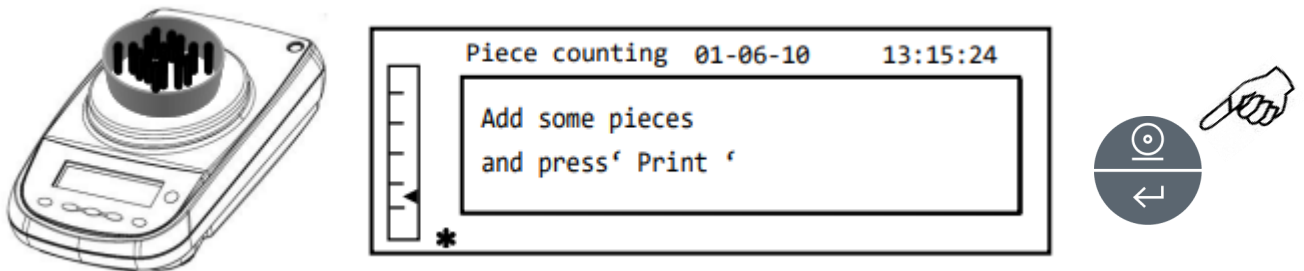 Piece counting 01-06-10 13:15:24
Add some pieces
and press‘ Print ‘
*